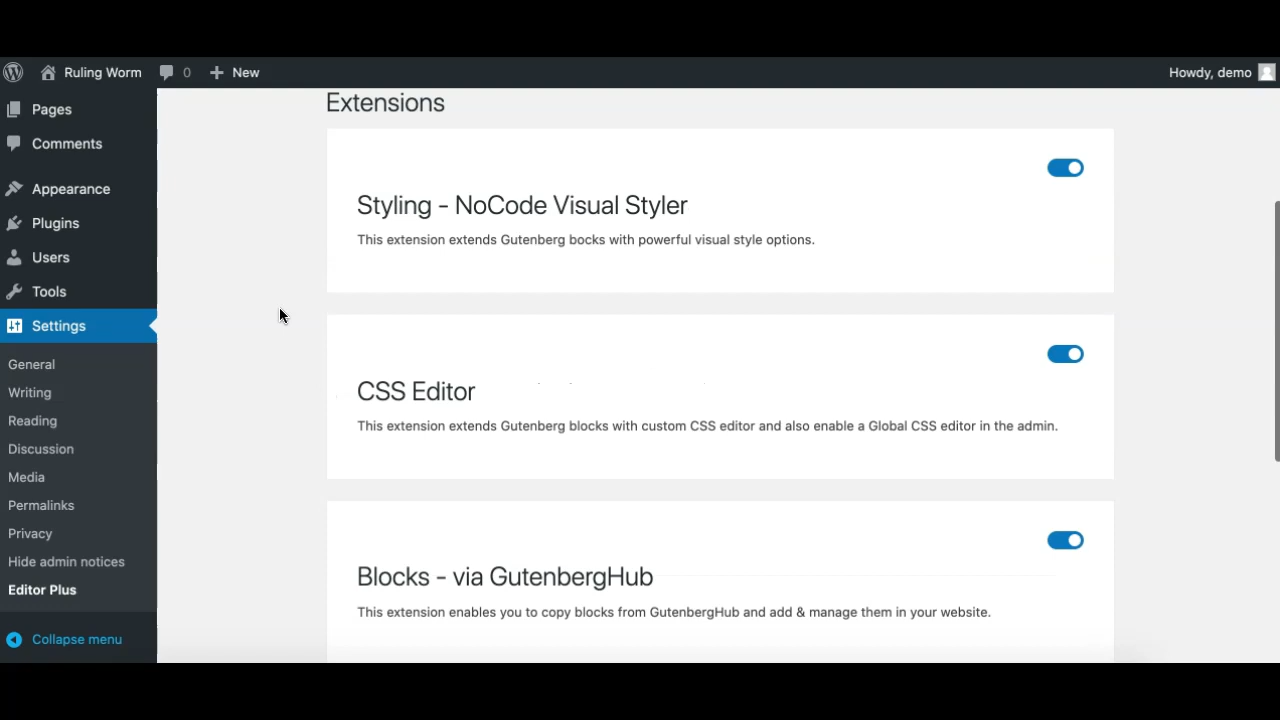 Ruling Worm 0 New Howdy, demo
Pages
Comments
Appearance
Plugins
Users
Tools
Settings
General
Writing
Reading
Discussion
Media
Permalinks
Privacy
Hide admin notices
Editor Plus
Collapse menu
Extensions
Styling - NoCode Visual Styler
This extension extends Gutenberg bocks with powerful visual style options.
CSS Editor
This extension extends Gutenberg blocks with custom CSS editor and also enable a Global CSS editor in the admin.
Blocks - via GutenbergHub
This extension enables you to copy blocks from GutenbergHub and add & manage them in your website.